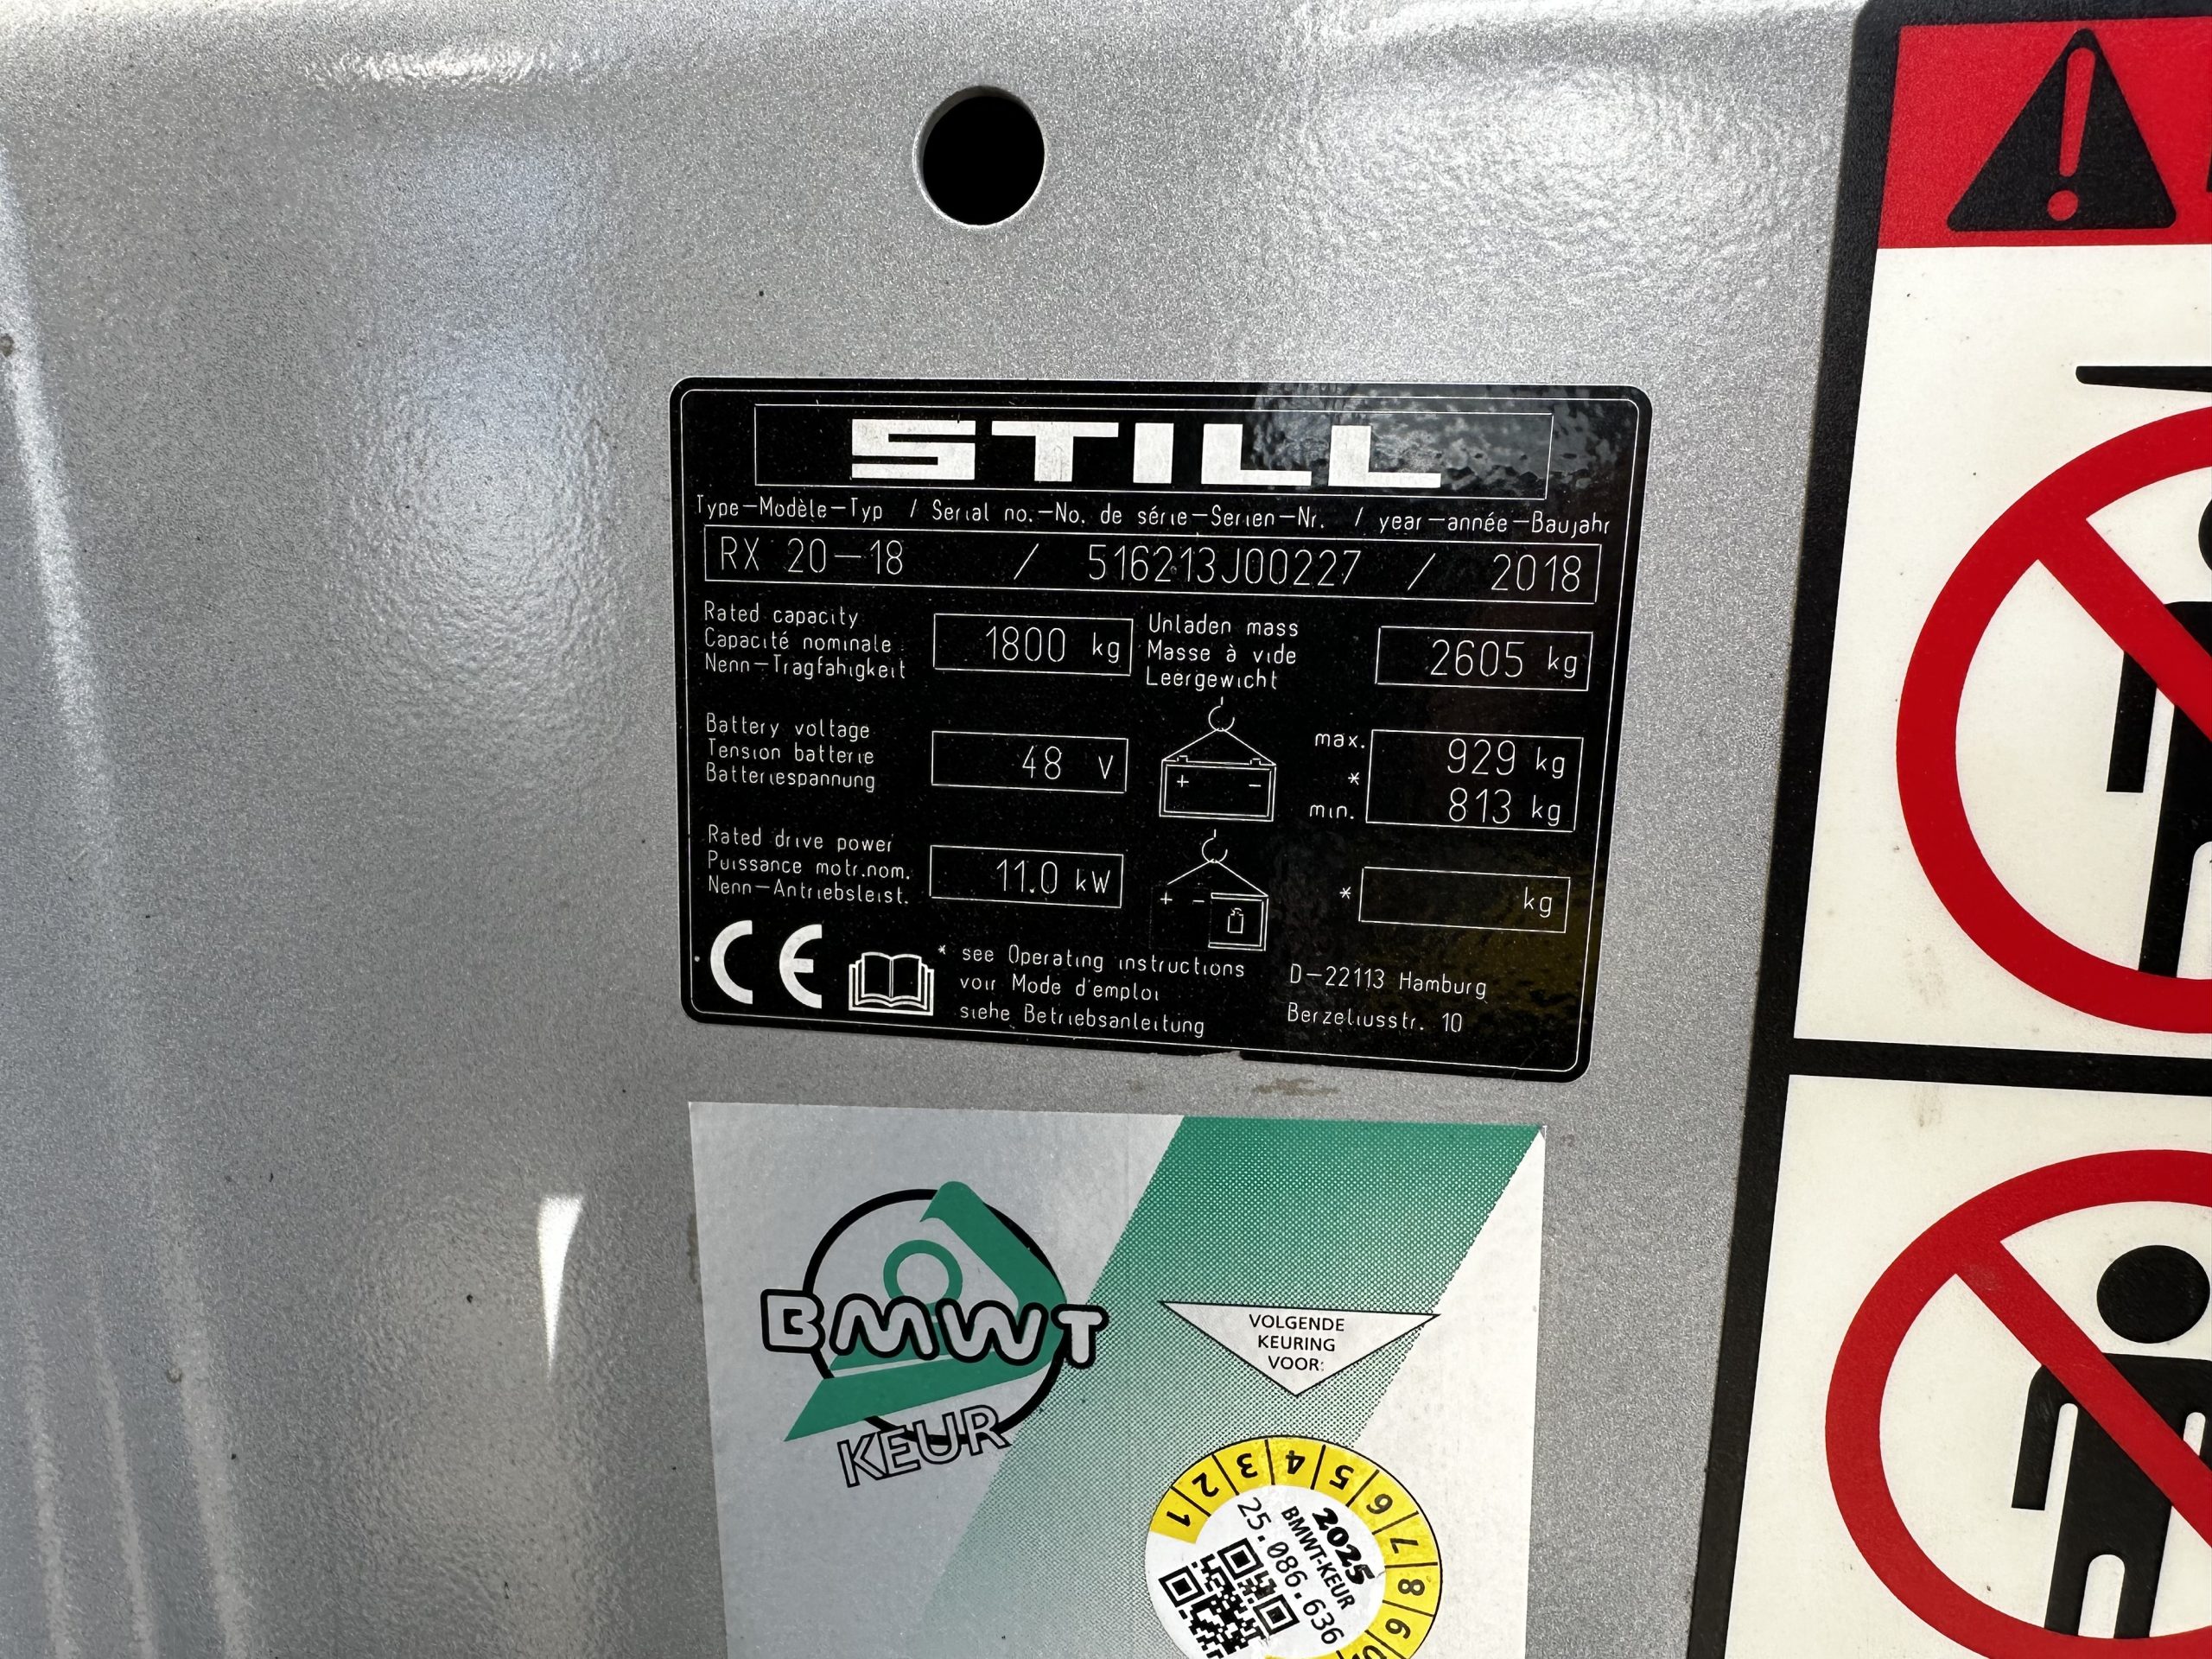 STILL
Type-Modèle-Typ / Serial no.-No. de série-Serien-Nr. / year-année-Baujahr
RX 20-18 / 516213J00227 / 2018
Rated capacity
Capacité nominale
Nenn-Tragfähigkeit
1800 kg
Unladen mass
Masse à vide
Leergewicht
2605 kg
Battery voltage
Tension batterie
Batteriespannung
48 V
+ -
max. 929 kg
*
min. 813 kg
Rated drive power
Puissance motr.nom.
Nenn-Antriebsleist.
11.0 kW
+ -
* kg
CE
* see Operating instructions
voir Mode d'emploi
siehe Betriebsanleitung
D-22113 Hamburg
Berzeliusstr. 10
BMWT
KEUR
VOLGENDE
KEURING
VOOR:
1 2 3 4 5 6 7 8 9
2025
BMWT-KEUR
25.086.636